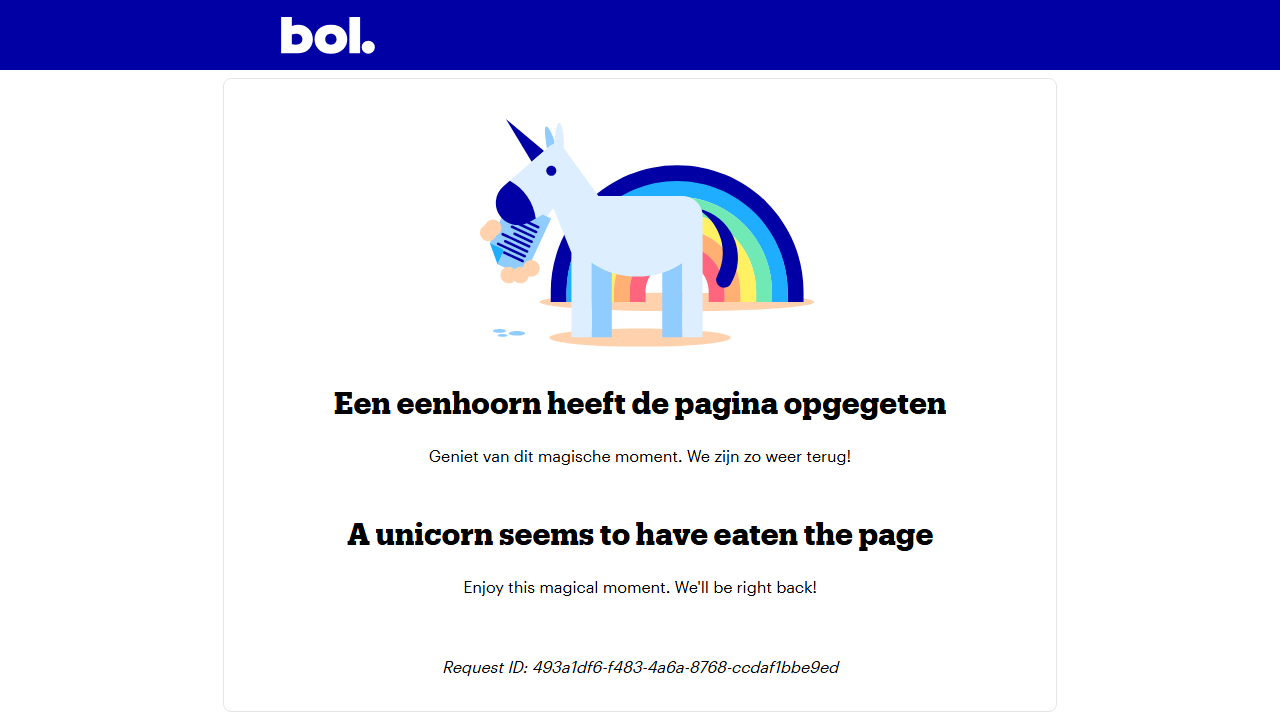 bol.
Een eenhoorn heeft de pagina opgegeten
Geniet van dit magische moment. We zijn zo weer terug!
A unicorn seems to have eaten the page
Enjoy this magical moment. We'll be right back!
Request ID: 493a1df6-f483-4a6a-8768-ccdaf1bbe9ed